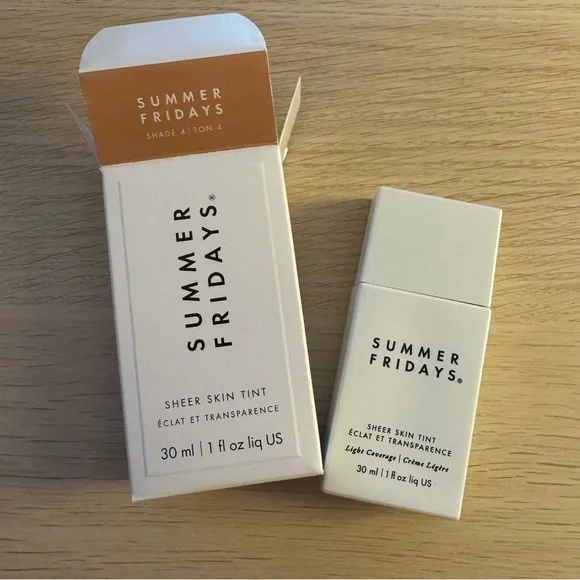 SUMMER
FRIDAYS
SHADE 4 | TON 4
SUMMER
FRIDAYS®
SHEER SKIN TINT
ÉCLAT ET TRANSPARENCE
30 ml | 1 fl oz liq US
SUMMER
FRIDAYS®
SHEER SKIN TINT
ÉCLAT ET TRANSPARENCE
Light Coverage | Crème Légère
30 ml | 1 fl oz liq US